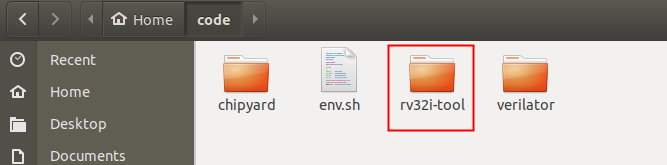 Home code
Recent
Home
Desktop
Documents
chipyard env.sh rv32i-tool verilator